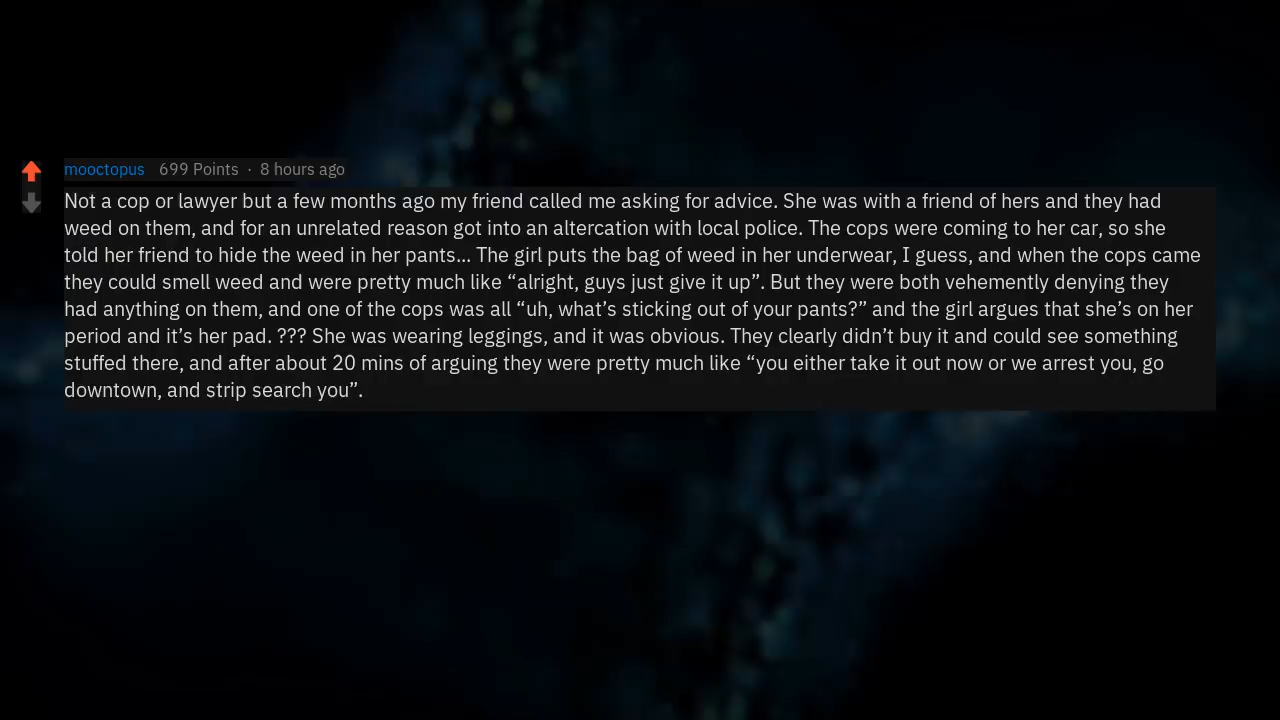 mooctopus 699 Points · 8 hours ago
Not a cop or lawyer but a few months ago my friend called me asking for advice. She was with a friend of hers and they had
weed on them, and for an unrelated reason got into an altercation with local police. The cops were coming to her car, so she
told her friend to hide the weed in her pants... The girl puts the bag of weed in her underwear, I guess, and when the cops came
they could smell weed and were pretty much like “alright, guys just give it up”. But they were both vehemently denying they
had anything on them, and one of the cops was all “uh, what’s sticking out of your pants?” and the girl argues that she’s on her
period and it’s her pad. ??? She was wearing leggings, and it was obvious. They clearly didn’t buy it and could see something
stuffed there, and after about 20 mins of arguing they were pretty much like “you either take it out now or we arrest you, go
downtown, and strip search you”.